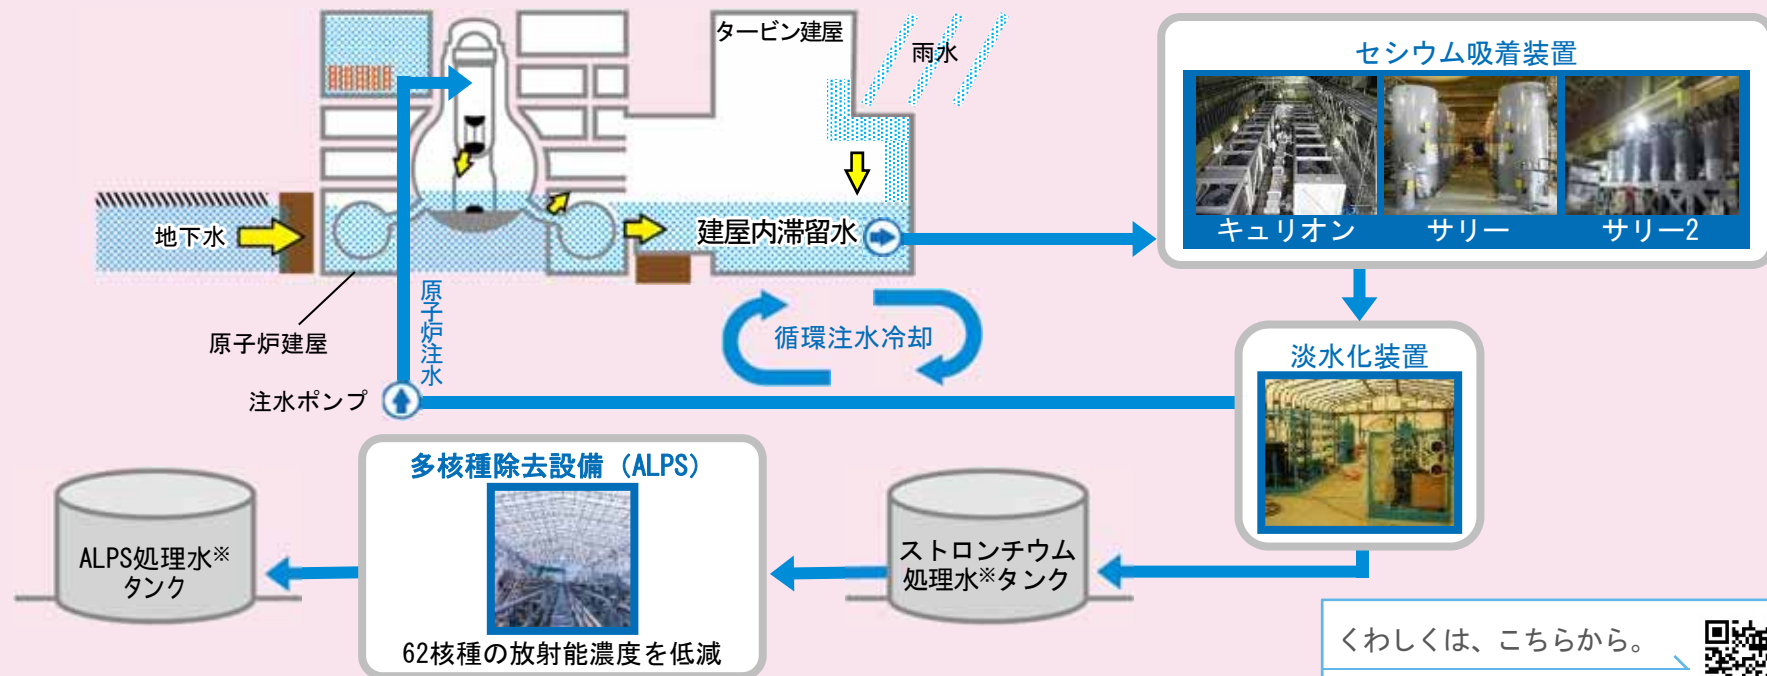 タービン建屋
雨水
地下水
建屋内滞留水
原子炉建屋
原子炉注水
注水ポンプ
循環注水冷却
セシウム吸着装置
キュリオン
サリー
サリー2
淡水化装置
ストロンチウム
処理水※タンク
多核種除去設備（ALPS）
62核種の放射能濃度を低減
ALPS処理水※
タンク
くわしくは、こちらから。